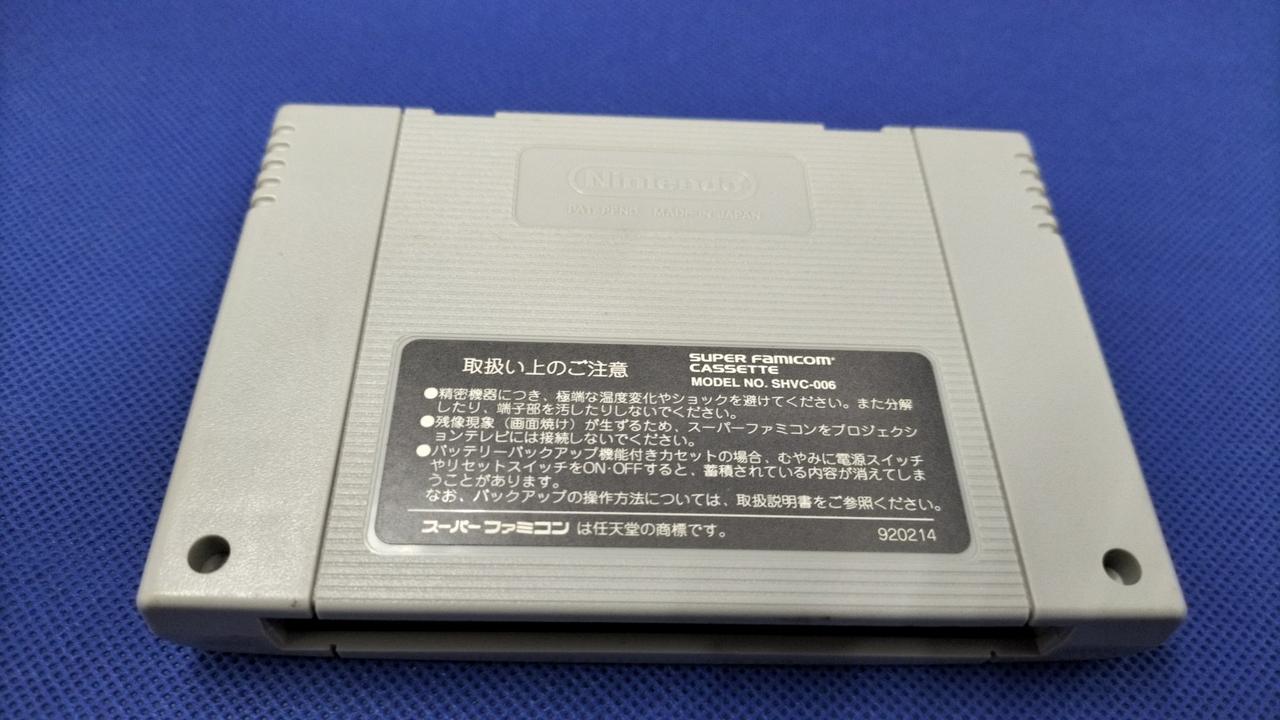 Nintendo®
PAT. PEND. MADE IN JAPAN
取扱い上のご注意
SUPER FAMICOM®
CASSETTE
MODEL NO. SHVC-006
●精密機器につき、極端な温度変化やショックを避けてください。また分解
したり、端子部を汚したりしないでください。
●残像現象（画面焼け）が生ずるため、スーパーファミコンをプロジェクシ
ョンテレビには接続しないでください。
●バッテリーバックアップ機能付きカセットの場合、むやみに電源スイッチ
やリセットスイッチをON・OFFすると、蓄積されている内容が消えてしま
うことがあります。
なお、バックアップの操作方法については、取扱説明書をご参照ください。
スーパーファミコン は任天堂の商標です。
920214